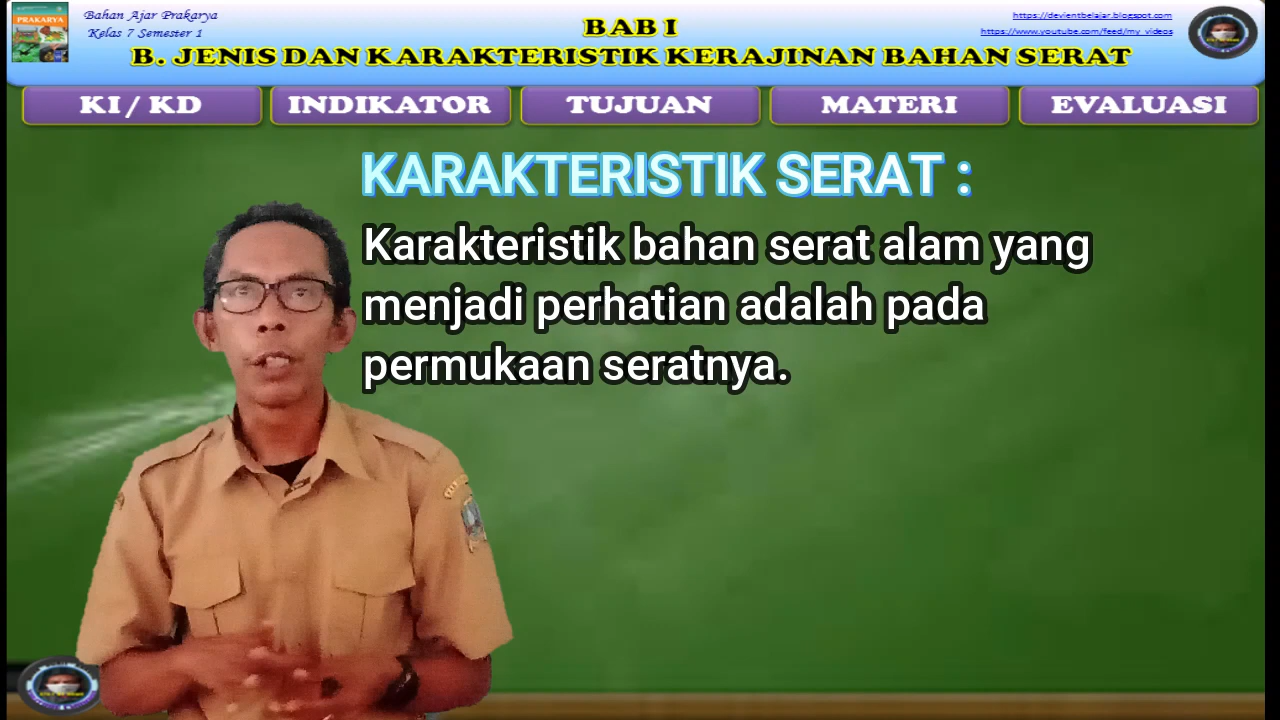 PRAKARYA
Bahan Ajar Prakarya
Kelas 7 Semester 1
BAB I
B. JENIS DAN KARAKTERISTIK KERAJINAN BAHAN SERAT
https://devientbelajar.blogspot.com
https://www.youtube.com/feed/my_videos
KI / KD
INDIKATOR
TUJUAN
MATERI
EVALUASI
KARAKTERISTIK SERAT :
Karakteristik bahan serat alam yang
menjadi perhatian adalah pada
permukaan seratnya.